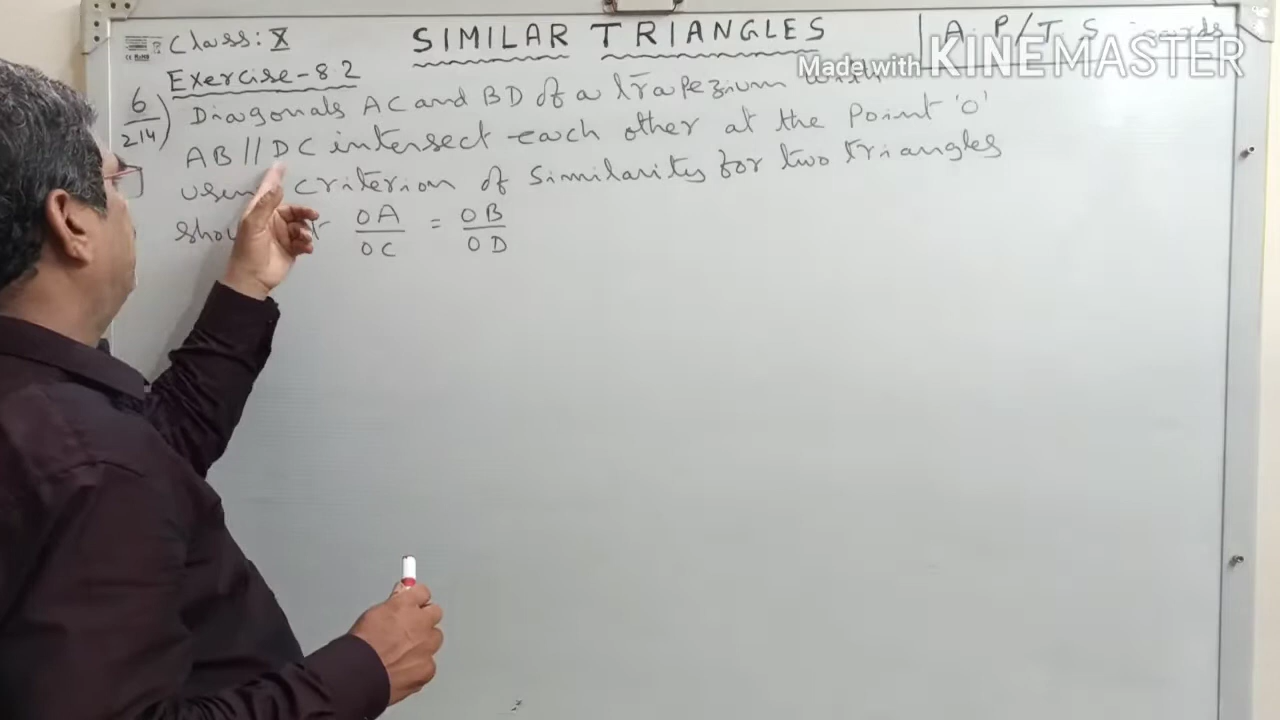 Class: X
SIMILAR TRIANGLES
A.P/T.S
Made with KINEMASTER
Exercise-8.2
6/214) Diagonals AC and BD of a trapezium
AB // DC intersect each other at the Point 'O'
criterion of Similarity for two triangles
OA/OC = OB/OD